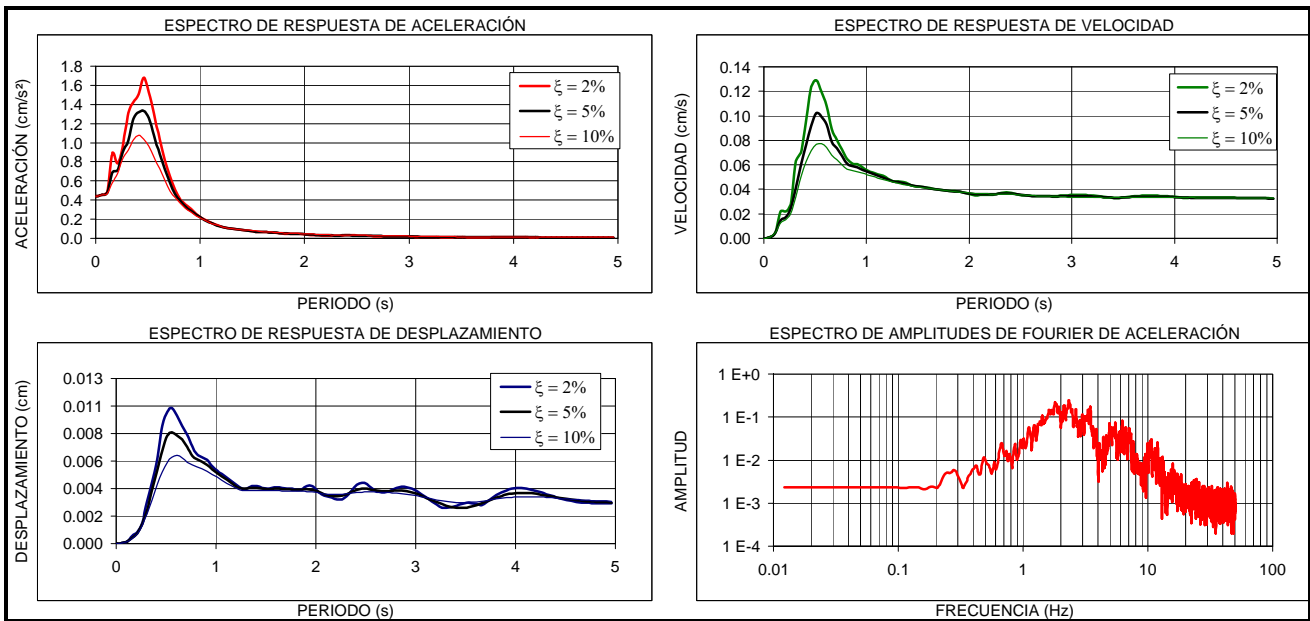 ESPECTRO DE RESPUESTA DE ACELERACIÓN
ACELERACIÓN (cm/s²)
1.8
1.6
1.4
1.2
1.0
0.8
0.6
0.4
0.2
0.0
0 1 2 3 4 5
PERIODO (s)
ξ = 2%
ξ = 5%
ξ = 10%
ESPECTRO DE RESPUESTA DE VELOCIDAD
VELOCIDAD (cm/s)
0.14
0.12
0.10
0.08
0.06
0.04
0.02
0.00
0 1 2 3 4 5
PERIODO (s)
ξ = 2%
ξ = 5%
ξ = 10%
ESPECTRO DE RESPUESTA DE DESPLAZAMIENTO
DESPLAZAMIENTO (cm)
0.013
0.011
0.008
0.006
0.004
0.002
0.000
0 1 2 3 4 5
PERIODO (s)
ξ = 2%
ξ = 5%
ξ = 10%
ESPECTRO DE AMPLITUDES DE FOURIER DE ACELERACIÓN
AMPLITUD
1 E+0
1 E-1
1 E-2
1 E-3
1 E-4
0.01 0.1 1 10 100
FRECUENCIA (Hz)